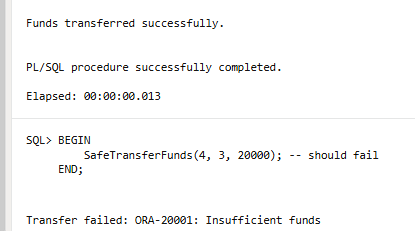 Funds transferred successfully.
PL/SQL procedure successfully completed.
Elapsed: 00:00:00.013
SQL> BEGIN
SafeTransferFunds(4, 3, 20000); -- should fail
END;
Transfer failed: ORA-20001: Insufficient funds